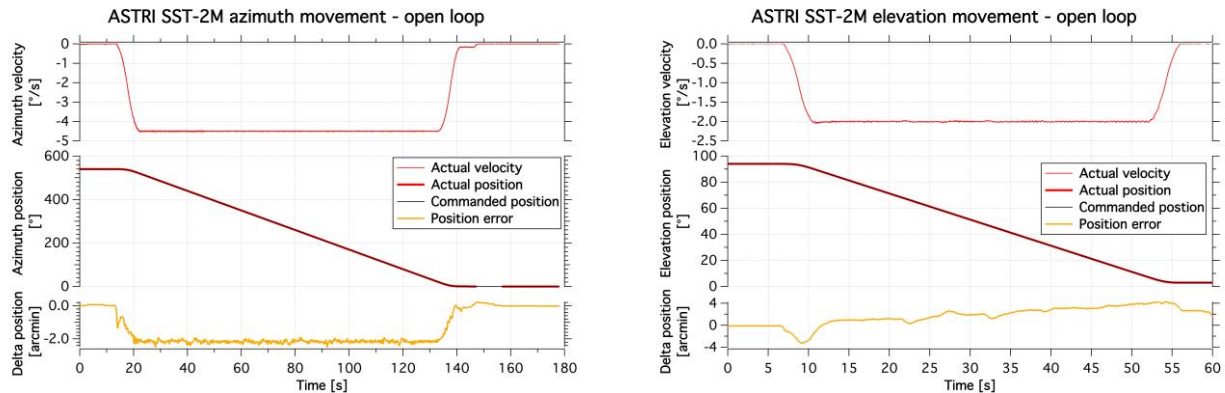 ASTRI SST-2M azimuth movement - open loop
0
-1
-2
-3
-4
-5
Azimuth velocity
[°/s]
600
400
200
0
Azimuth position
[°]
Actual velocity
Actual position
Commanded position
Position error
0.0
-2.0
Delta position
[arcmin]
0 20 40 60 80 100 120 140 160 180
Time [s]
ASTRI SST-2M elevation movement - open loop
0.0
-0.5
-1.0
-1.5
-2.0
-2.5
Elevation velocity
[°/s]
100
80
60
40
20
0
Elevation position
[°]
Actual velocity
Actual position
Commanded postion
Position error
4
0
-4
Delta position
[arcmin]
0 5 10 15 20 25 30 35 40 45 50 55 60
Time [s]